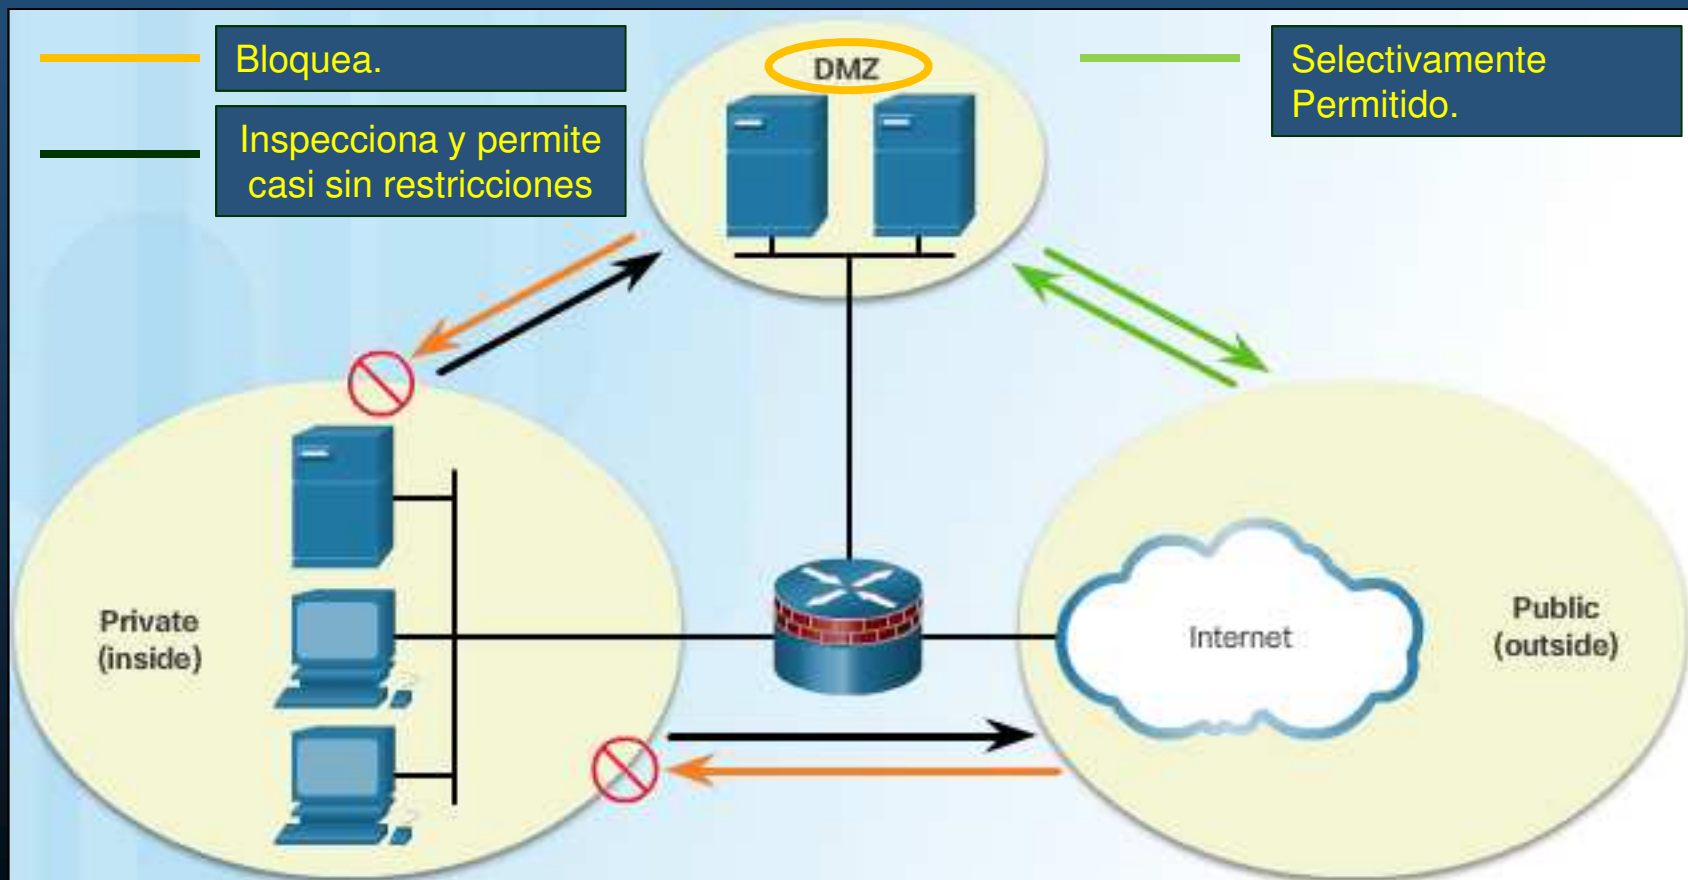 Bloquea.
Inspecciona y permite
casi sin restricciones
DMZ
Selectivamente
Permitido.
Private
(inside)
Internet
Public
(outside)